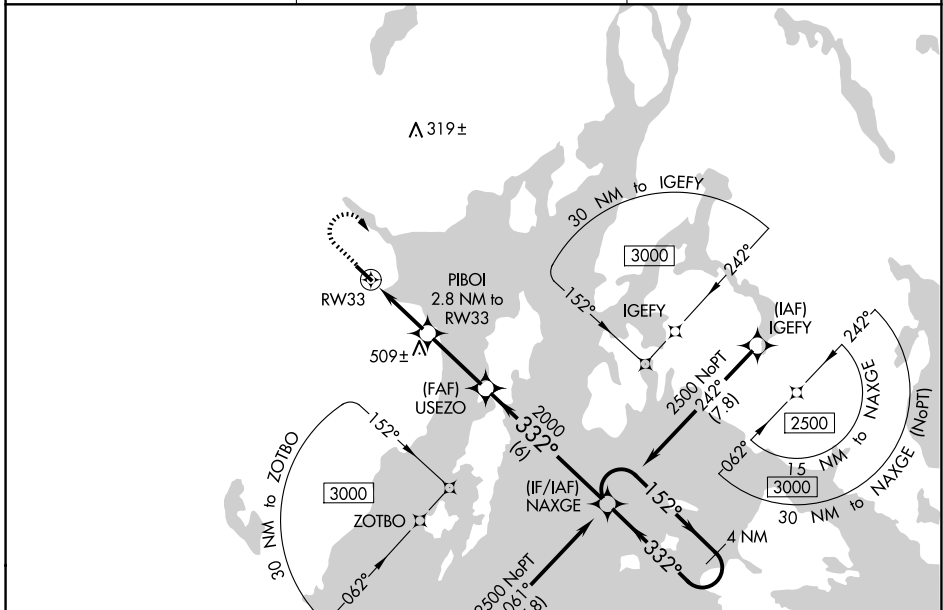 319±
30 NM to IGEFY
3000
242°
152°
IGEFY
(IAF)
IGEFY
242°
RW33
PIBOI
2.8 NM to
RW33
509±
(FAF)
USEZO
2500 NoPT
242°
(7.8)
062°
2500
15 NM to NAXGE
3000
30 NM to NAXGE (NoPT)
2000
332°
(6)
152°
30 NM to ZOTBO
3000
ZOTBO
062°
(IF/IAF)
NAXGE
152°
332°
4 NM
2500 NoPT
061°